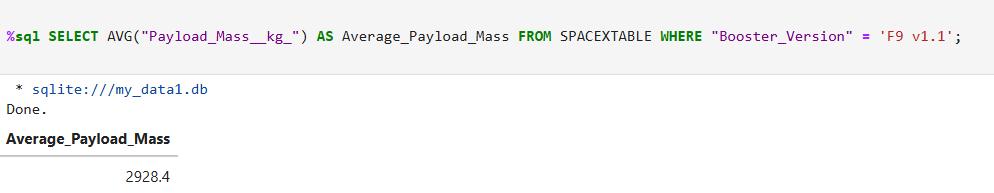 %sql SELECT AVG("Payload_Mass__kg_") AS Average_Payload_Mass FROM SPACEXTABLE WHERE "Booster_Version" = 'F9 v1.1';
* sqlite:///my_data1.db
Done.
Average_Payload_Mass
2928.4